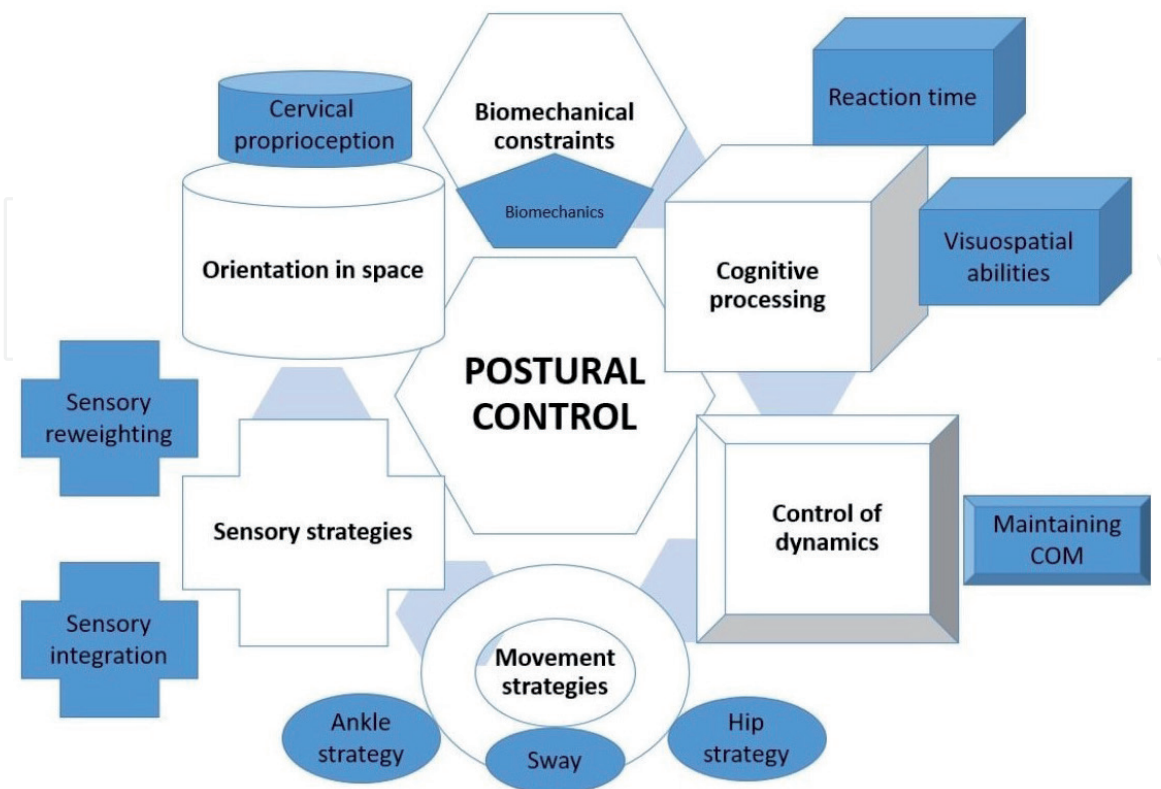 Reaction time
Cervical
proprioception
Biomechanical
constraints
Biomechanics
Visuospatial
abilities
Orientation in space
Cognitive
processing
POSTURAL
CONTROL
Sensory
reweighting
Sensory strategies
Control of
dynamics
Maintaining
COM
Sensory
integration
Movement
strategies
Ankle
strategy
Sway
Hip
strategy